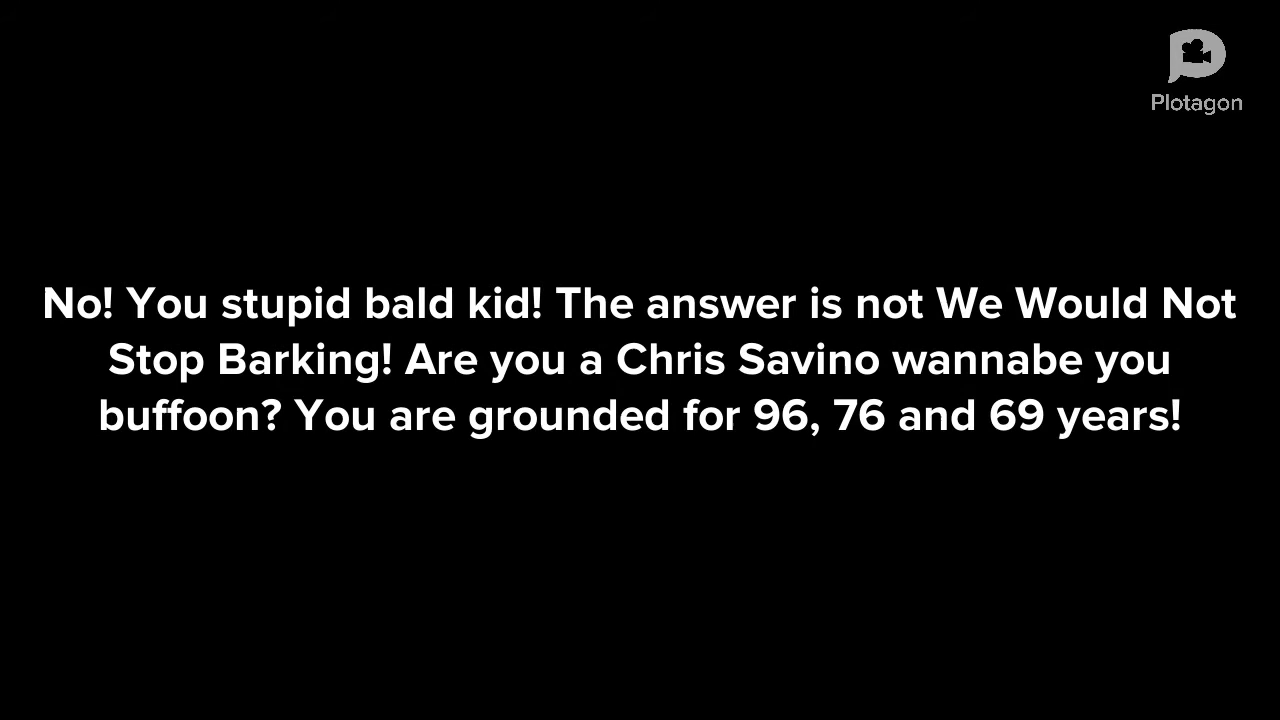 Plotagon
No! You stupid bald kid! The answer is not We Would Not
Stop Barking! Are you a Chris Savino wannabe you
buffoon? You are grounded for 96, 76 and 69 years!